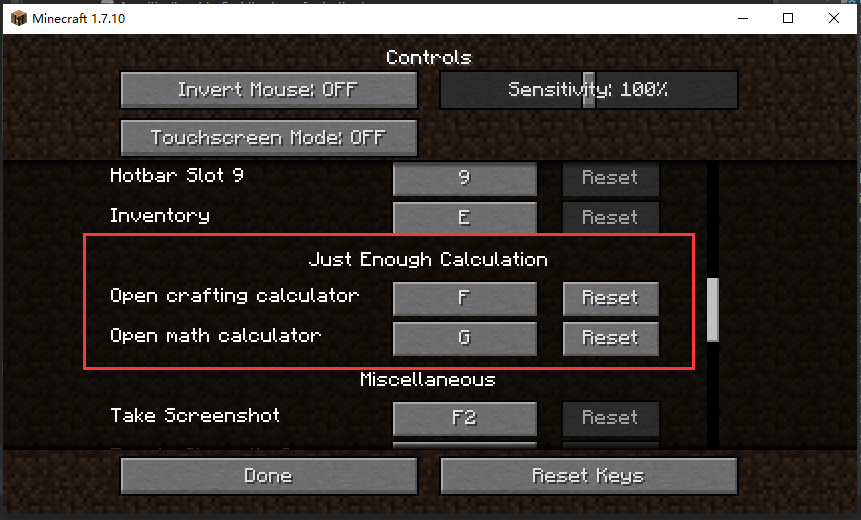 Minecraft 1.7.10
Controls
Invert Mouse: OFF
Sensitivity: 100%
Touchscreen Mode: OFF
Hotbar Slot 9
9
Reset
Inventory
E
Reset
Just Enough Calculation
Open crafting calculator
F
Reset
Open math calculator
G
Reset
Miscellaneous
Take Screenshot
F2
Reset
Done
Reset Keys